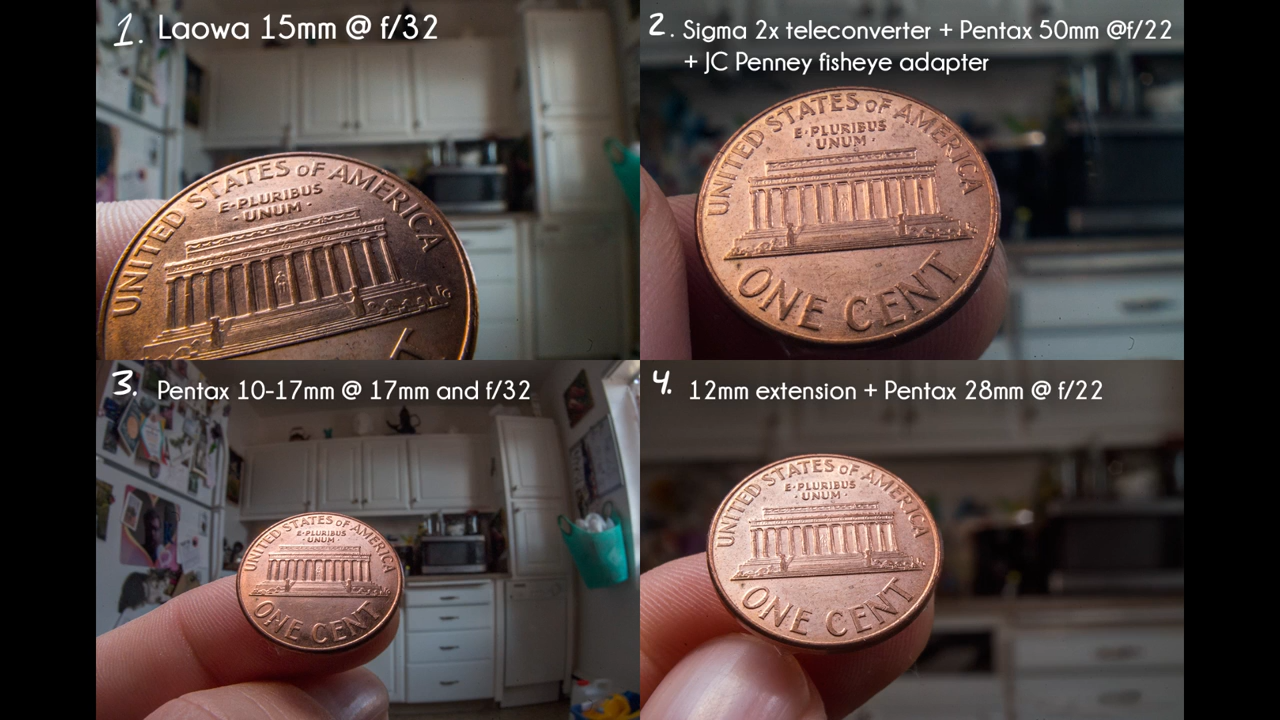 1. Laowa 15mm @ f/32
UNITED STATES OF AMERICA
E·PLURIBUS
·UNUM·
2. Sigma 2x teleconverter + Pentax 50mm @f/22
+ JC Penney fisheye adapter
UNITED STATES OF AMERICA
E·PLURIBUS
·UNUM·
ONE CENT
3. Pentax 10-17mm @ 17mm and f/32
UNITED STATES OF AMERICA
E·PLURIBUS
·UNUM·
ONE CENT
4. 12mm extension + Pentax 28mm @ f/22
UNITED STATES OF AMERICA
E·PLURIBUS
UNUM·
ONE CENT